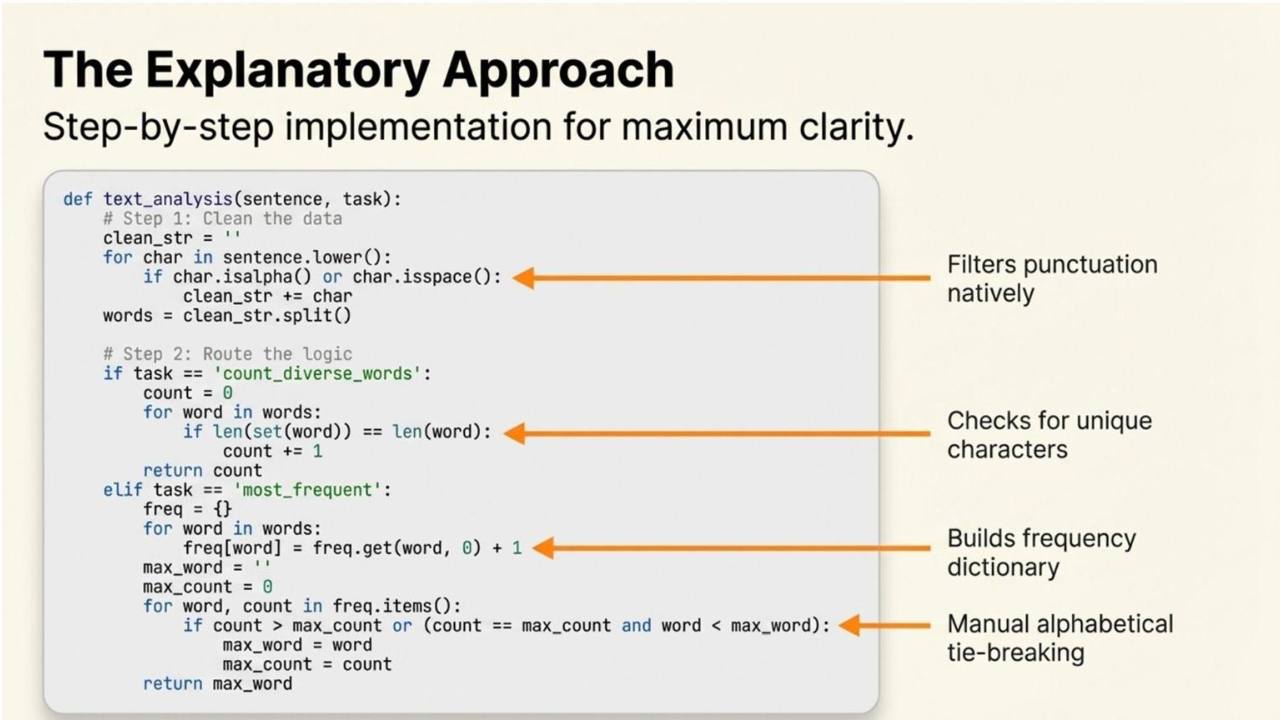 The Explanatory Approach
Step-by-step implementation for maximum clarity.
def text_analysis(sentence, task):
    # Step 1: Clean the data
    clean_str = ''
    for char in sentence.lower():
        if char.isalpha() or char.isspace():
            clean_str += char
    words = clean_str.split()

    # Step 2: Route the logic
    if task == 'count_diverse_words':
        count = 0
        for word in words:
            if len(set(word)) == len(word):
                count += 1
        return count
    elif task == 'most_frequent':
        freq = {}
        for word in words:
            freq[word] = freq.get(word, 0) + 1
        max_word = ''
        max_count = 0
        for word, count in freq.items():
            if count > max_count or (count == max_count and word < max_word):
                max_word = word
                max_count = count
        return max_word
Filters punctuation
natively
Checks for unique
characters
Builds frequency
dictionary
Manual alphabetical
tie-breaking